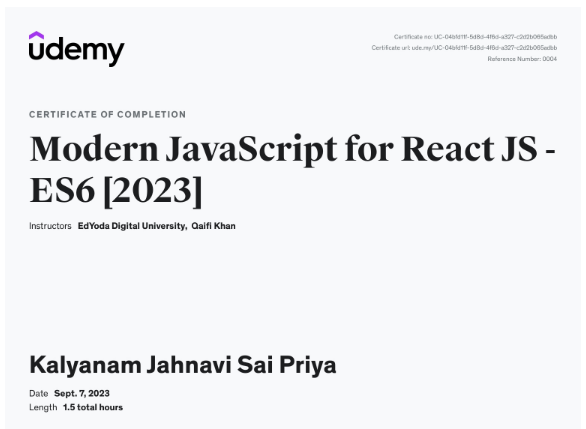 udemy
Certificate no: UC-04bfd1ff-5d8d-4f8d-a327-c2d2b065adbb
Certificate url: ude.my/UC-04bfd1ff-5d8d-4f8d-a327-c2d2b065adbb
Reference Number: 0004
CERTIFICATE OF COMPLETION
Modern JavaScript for React JS -
ES6 [2023]
Instructors EdYoda Digital University, Qaifi Khan
Kalyanam Jahnavi Sai Priya
Date Sept. 7, 2023
Length 1.5 total hours